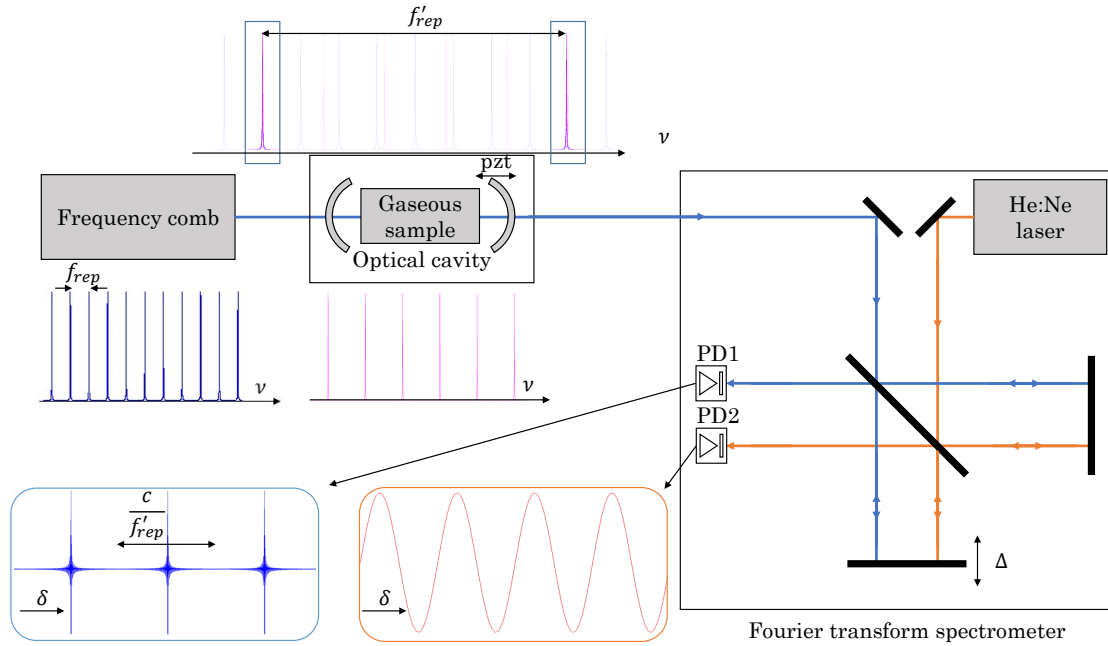 f'rep
ν
pzt
Frequency comb
Gaseous
sample
Optical cavity
He:Ne
laser
frep
ν
ν
PD1
PD2
c
f'rep
δ
δ
Δ
Fourier transform spectrometer